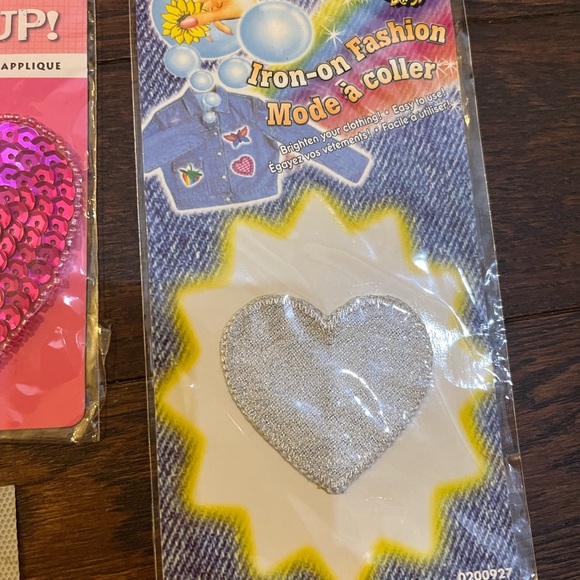 UP!
APPLIQUE
Iron-on Fashion
Mode à coller
Brighten your clothing! • Easy to use!
Égayez vos vêtements! • Facile à utiliser!
0200927